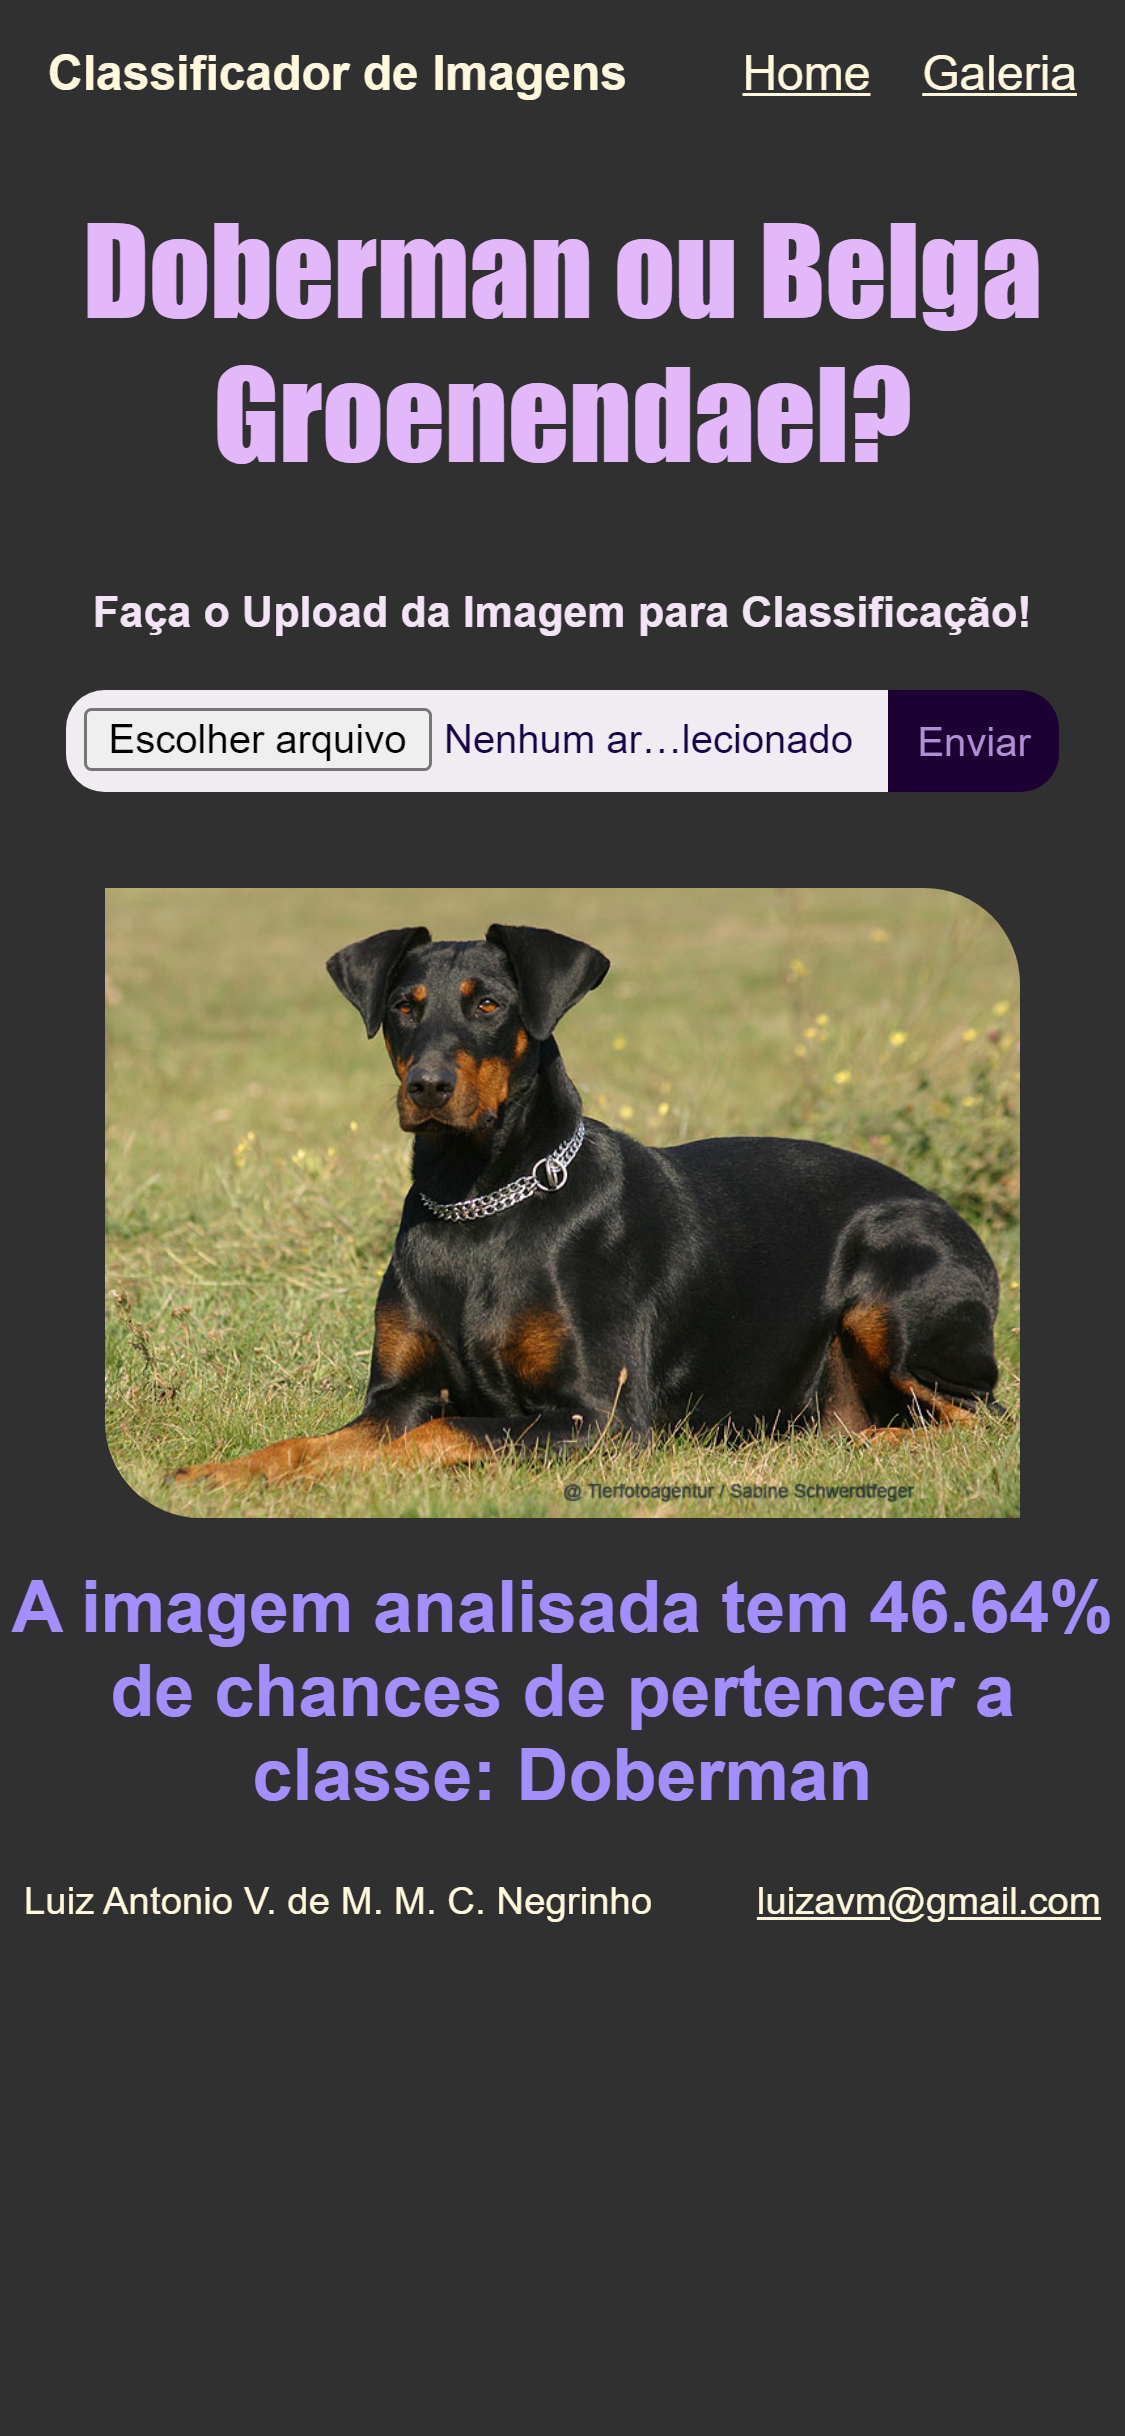 Classificador de Imagens Home Galeria
Doberman ou Belga
Groenendael?
Faça o Upload da Imagem para Classificação!
Escolher arquivo Nenhum ar…lecionado Enviar
@ Tierfotoagentur / Sabine Schwerdtfeger
A imagem analisada tem 46.64%
de chances de pertencer a
classe: Doberman
Luiz Antonio V. de M. M. C. Negrinho luizavm@gmail.com